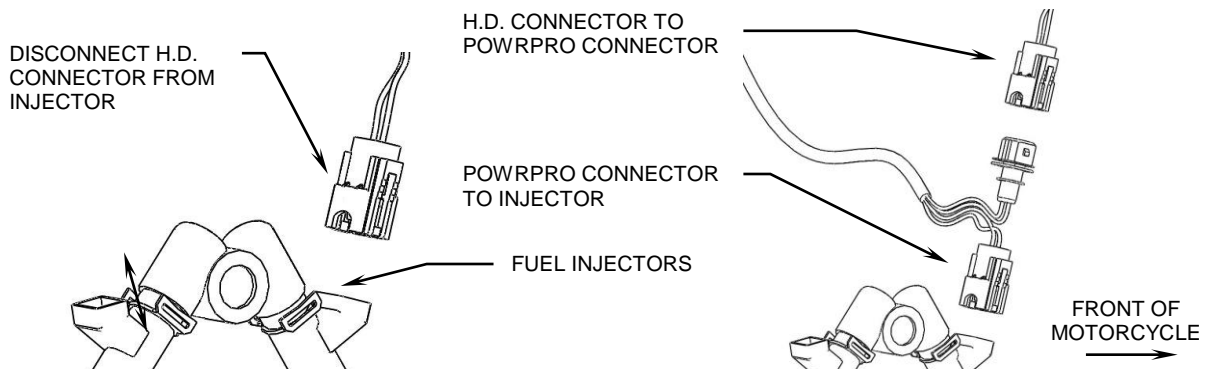 DISCONNECT H.D.
CONNECTOR FROM
INJECTOR
FUEL INJECTORS
H.D. CONNECTOR TO
POWRPRO CONNECTOR
POWRPRO CONNECTOR
TO INJECTOR
FRONT OF
MOTORCYCLE